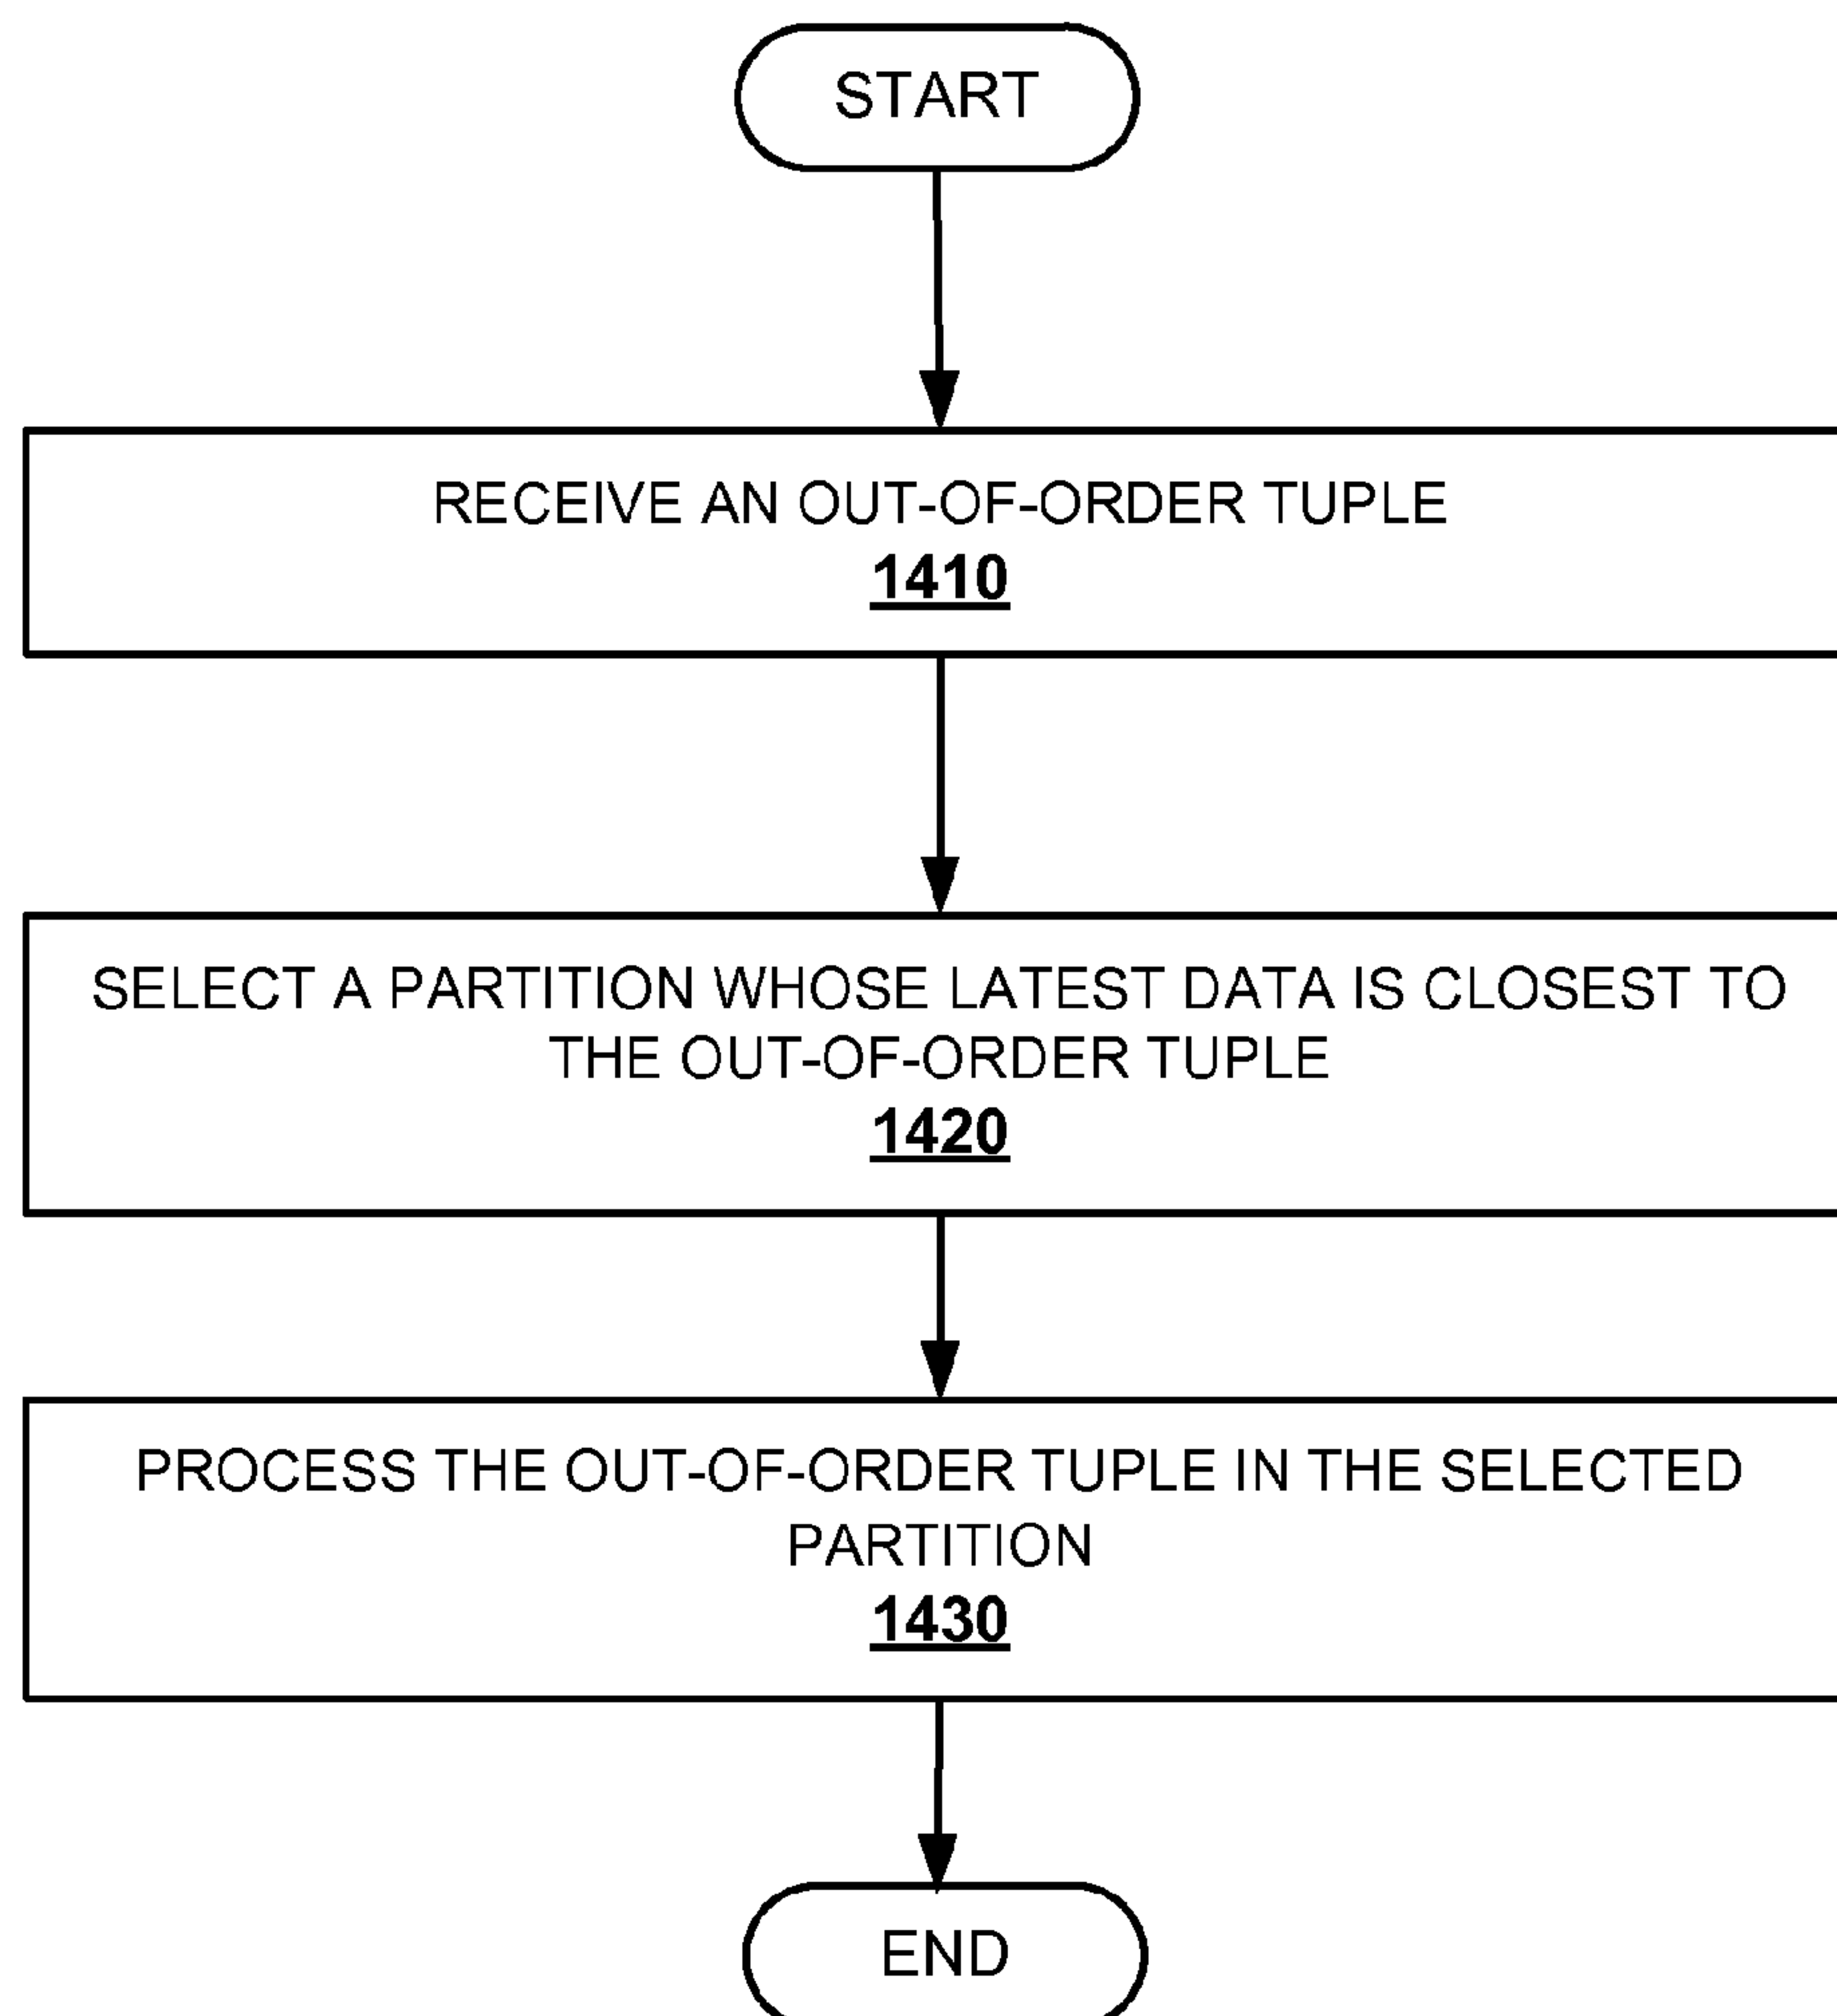 START
RECEIVE AN OUT-OF-ORDER TUPLE
1410
SELECT A PARTITION WHOSE LATEST DATA IS CLOSEST TO
THE OUT-OF-ORDER TUPLE
1420
PROCESS THE OUT-OF-ORDER TUPLE IN THE SELECTED
PARTITION
1430
END